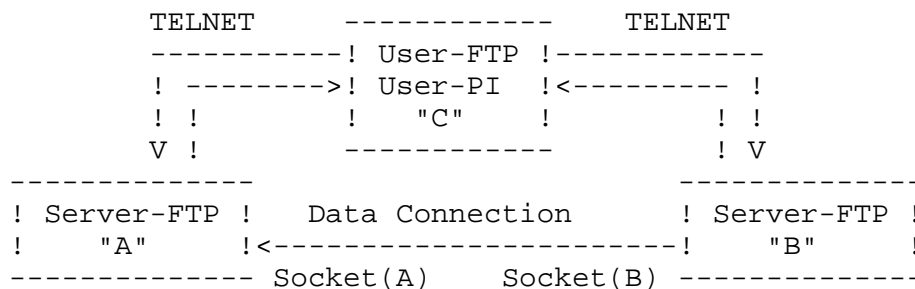 TELNET     ------------     TELNET
-----------! User-FTP !------------
! -------->! User-PI  !<--------- !
! !        !   "C"    !         ! !
V !        ------------         ! V
--------------                           --------------
! Server-FTP !   Data Connection       ! Server-FTP !
!    "A"     !<------------------------!    "B"     !
-------------- Socket(A)    Socket(B) --------------